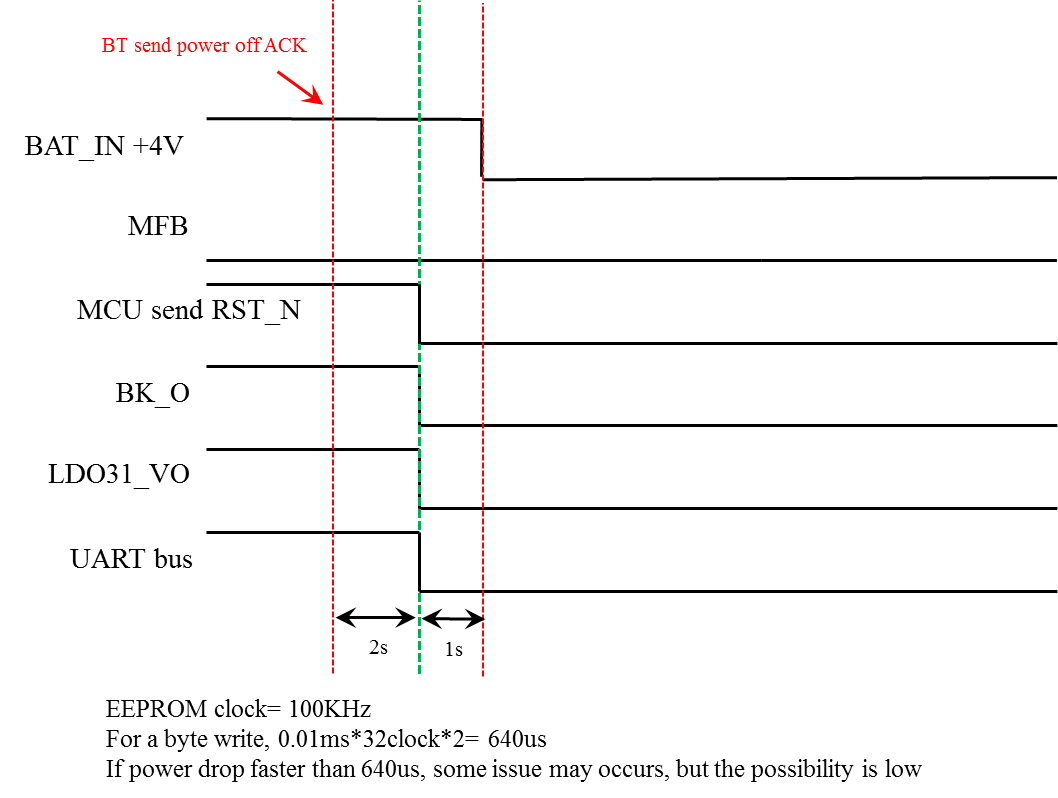 BT send power off ACK
BAT_IN +4V
MFB
MCU send RST_N
BK_O
LDO31_VO
UART bus
2s
1s
EEPROM clock= 100KHz
For a byte write, 0.01ms*32clock*2= 640us
If power drop faster than 640us, some issue may occurs, but the possibility is low